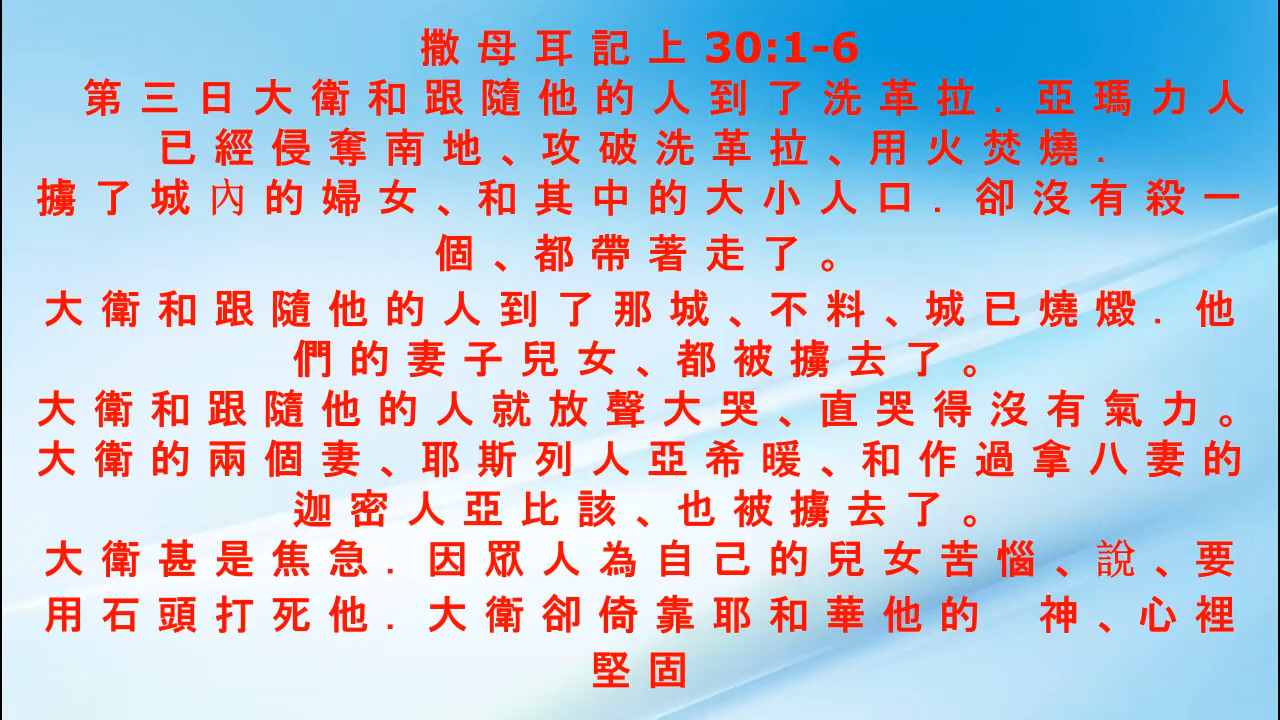 撒母耳記上30:1-6
第三日大衛和跟隨他的人到了洗革拉．亞瑪力人
已經侵奪南地、攻破洗革拉、用火焚燒．
擄了城內的婦女、和其中的大小人口．卻沒有殺一
個、都帶著走了。
大衛和跟隨他的人到了那城、不料、城已燒燬．他
們的妻子兒女、都被擄去了。
大衛和跟隨他的人就放聲大哭、直哭得沒有氣力。
大衛的兩個妻、耶斯列人亞希暖、和作過拿八妻的
迦密人亞比該、也被擄去了。
大衛甚是焦急．因眾人為自己的兒女苦惱、說、要
用石頭打死他．大衛卻倚靠耶和華他的　神、心裡
堅固